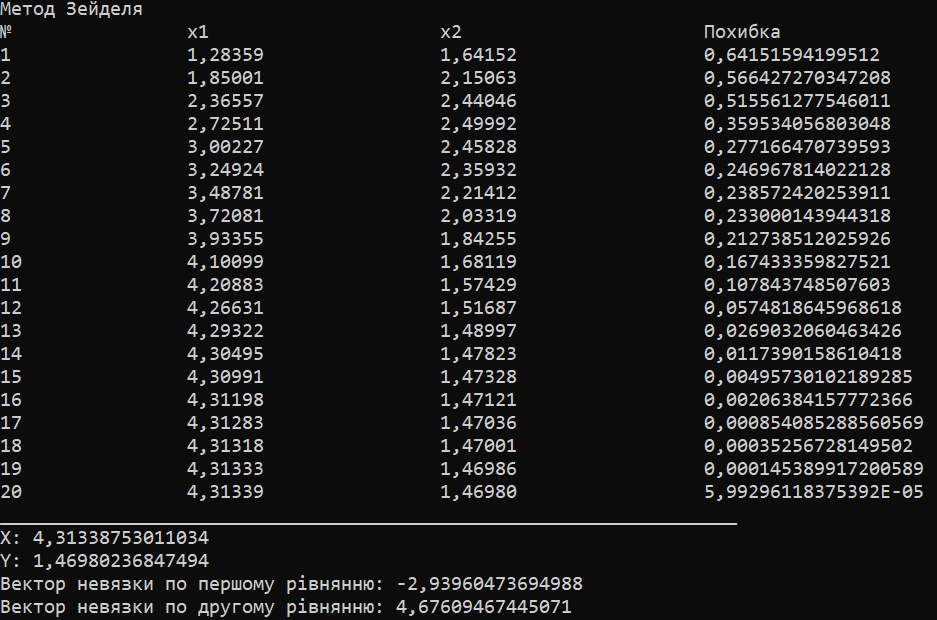 Метод Зейделя
№ x1 x2 Похибка
1 1,28359 1,64152 0,64151594199512
2 1,85001 2,15063 0,566427270347208
3 2,36557 2,44046 0,515561277546011
4 2,72511 2,49992 0,359534056803048
5 3,00227 2,45828 0,277166470739593
6 3,24924 2,35932 0,246967814022128
7 3,48781 2,21412 0,238572420253911
8 3,72081 2,03319 0,233000143944318
9 3,93355 1,84255 0,212738512025926
10 4,10099 1,68119 0,167433359827521
11 4,20883 1,57429 0,107843748507603
12 4,26631 1,51687 0,0574818645968618
13 4,29322 1,48997 0,0269032060463426
14 4,30495 1,47823 0,0117390158610418
15 4,30991 1,47328 0,00495730102189285
16 4,31198 1,47121 0,00206384157772366
17 4,31283 1,47036 0,000854085288560569
18 4,31318 1,47001 0,00035256728149502
19 4,31333 1,46986 0,000145389917200589
20 4,31339 1,46980 5,99296118375392E-05
X: 4,31338753011034
Y: 1,46980236847494
Вектор невязки по першому рівнянню: -2,93960473694988
Вектор невязки по другому рівнянню: 4,67609467445071